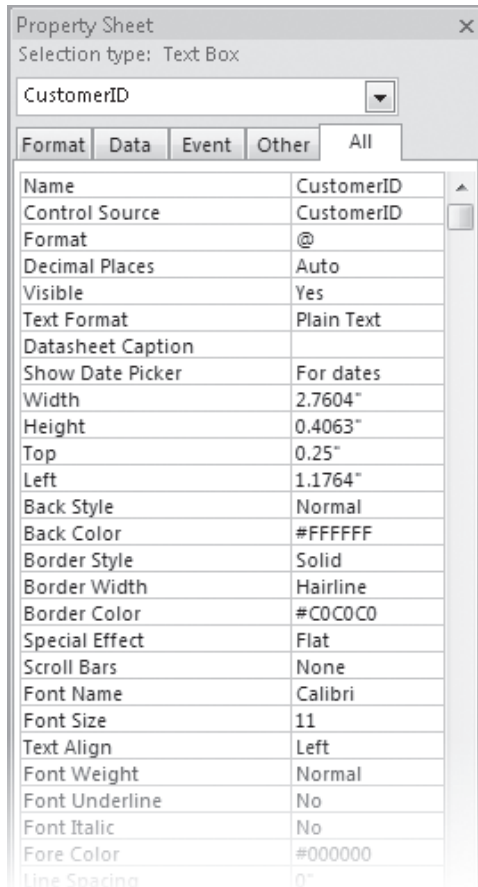 Property Sheet
Selection type: Text Box
CustomerID
Format Data Event Other All
Name CustomerID
Control Source CustomerID
Format @
Decimal Places Auto
Visible Yes
Text Format Plain Text
Datasheet Caption
Show Date Picker For dates
Width 2.7604"
Height 0.4063"
Top 0.25"
Left 1.1764"
Back Style Normal
Back Color #FFFFFF
Border Style Solid
Border Width Hairline
Border Color #C0C0C0
Special Effect Flat
Scroll Bars None
Font Name Calibri
Font Size 11
Text Align Left
Font Weight Normal
Font Underline No
Font Italic No
Fore Color #000000
Line Spacing 0"